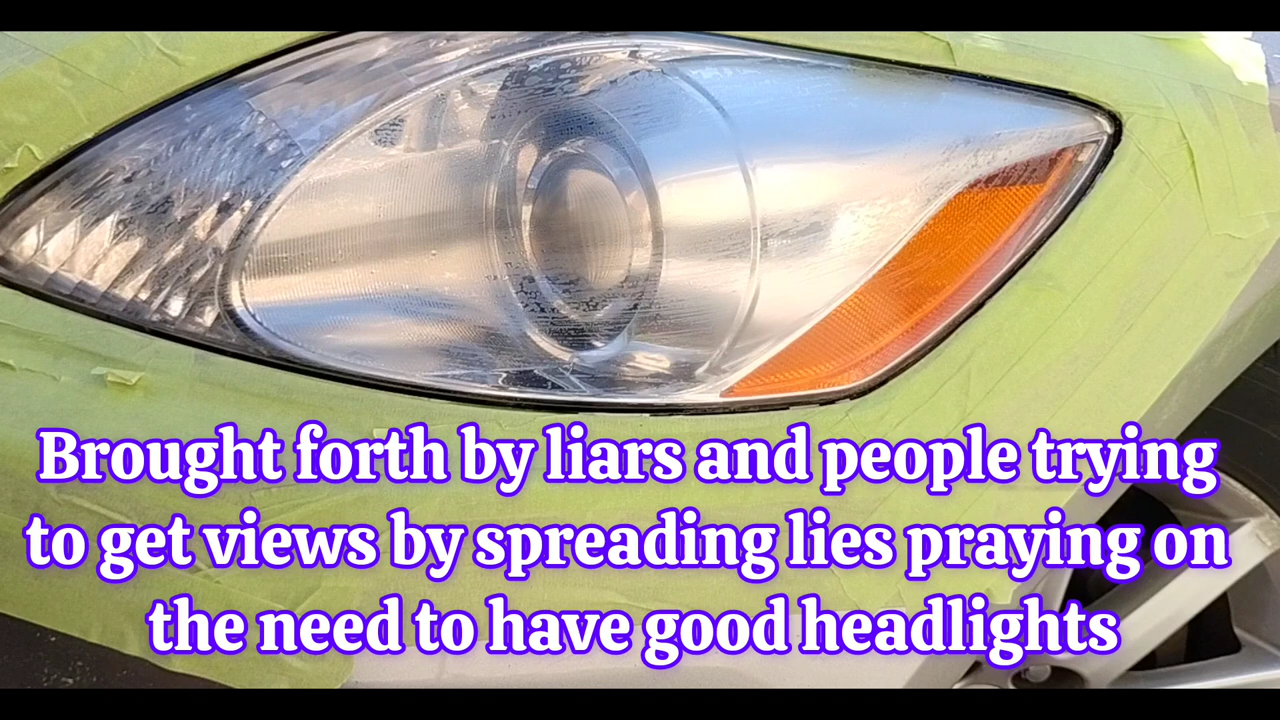 Brought forth by liars and people trying
to get views by spreading lies praying on
the need to have good headlights